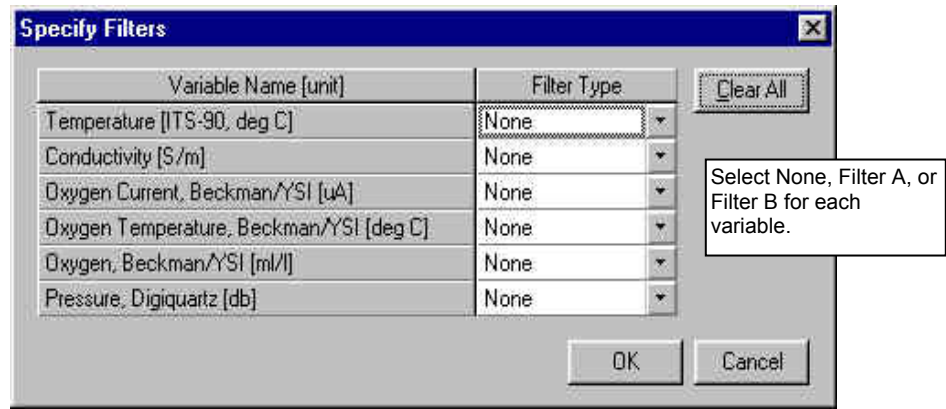 Specify Filters
Variable Name [unit] Filter Type Clear All
Temperature [ITS-90, deg C] None
Conductivity [S/m] None
Oxygen Current, Beckman/YSI [uA] None
Oxygen Temperature, Beckman/YSI [deg C] None
Oxygen, Beckman/YSI [ml/l] None
Pressure, Digiquartz [db] None
Select None, Filter A, or
Filter B for each
variable.
OK Cancel